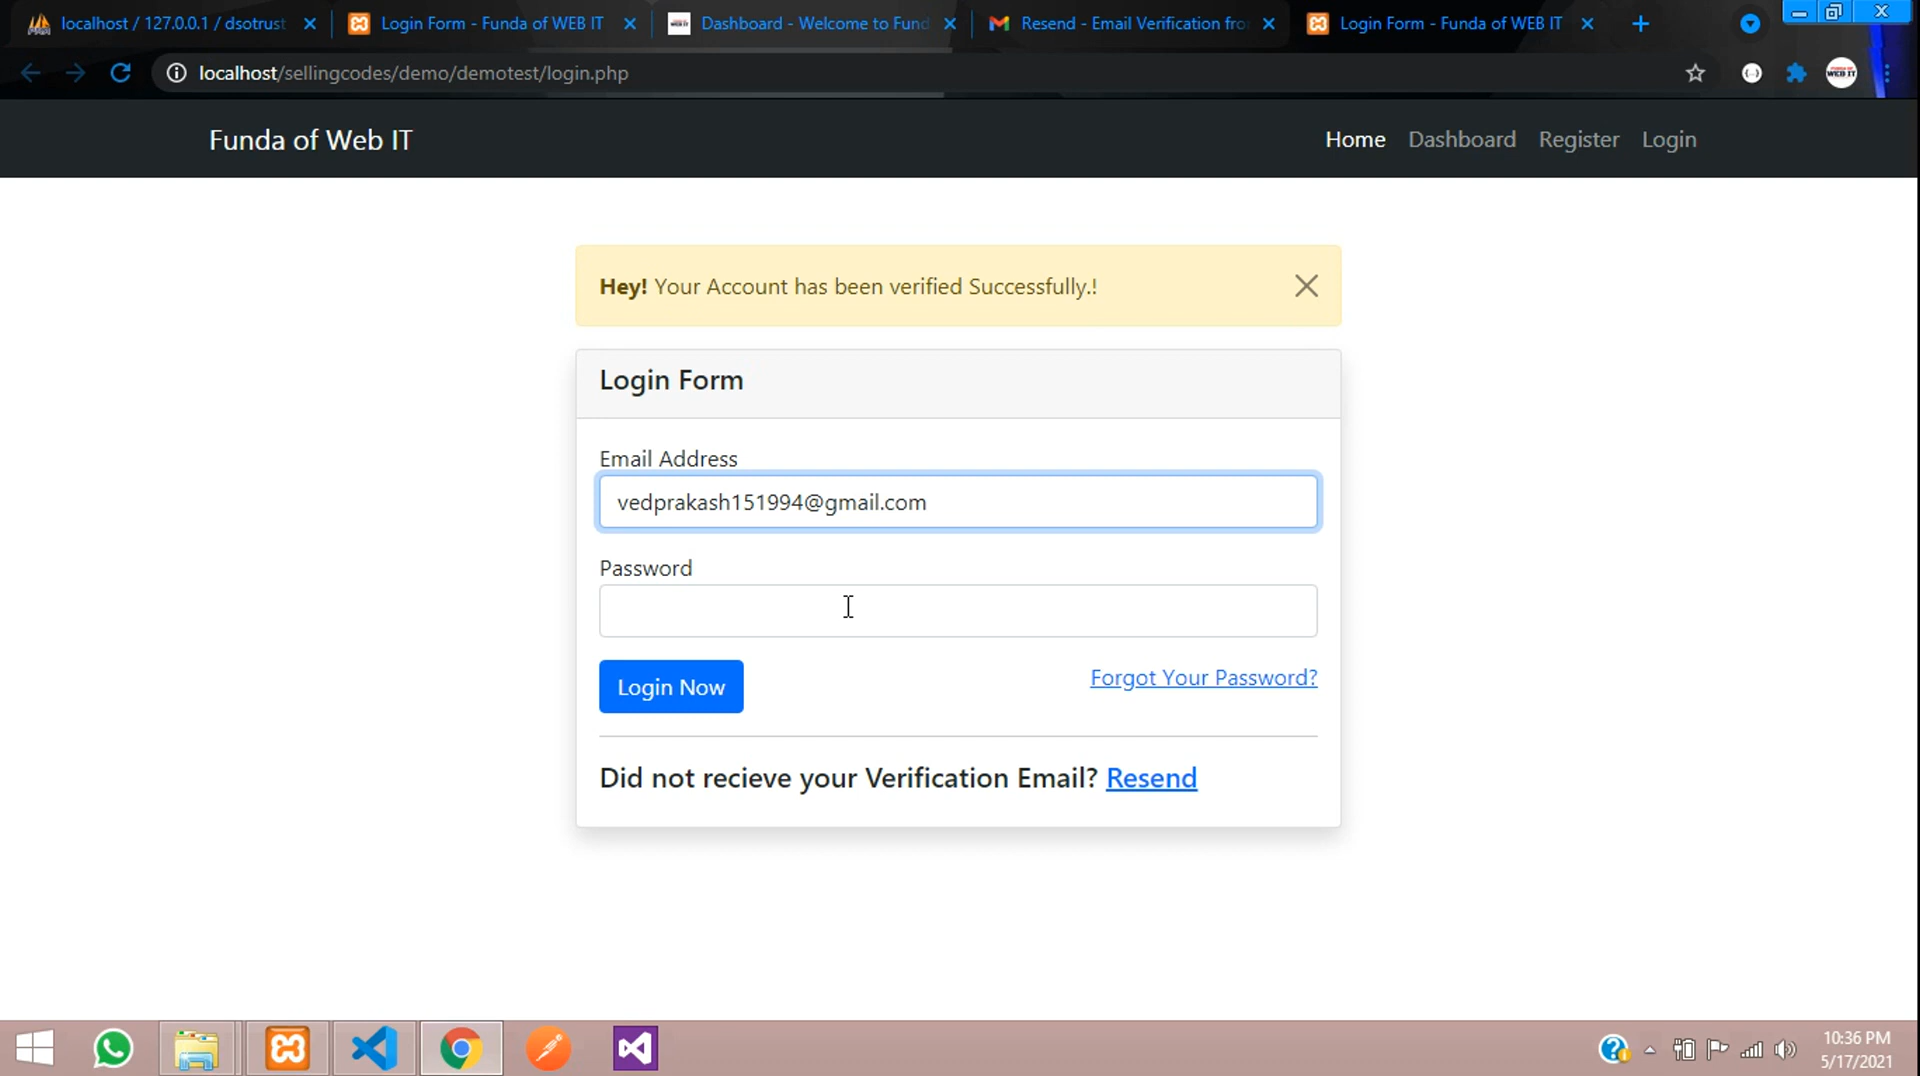 localhost / 127.0.0.1 / dsotrust
Login Form - Funda of WEB IT
Dashboard - Welcome to Fund
Resend - Email Verification fro
Login Form - Funda of WEB IT
localhost/sellingcodes/demo/demotest/login.php
WEB IT
Funda of Web IT
Home
Dashboard
Register
Login
Hey! Your Account has been verified Successfully.!
Login Form
Email Address
vedprakash151994@gmail.com
Password
Login Now
Forgot Your Password?
Did not recieve your Verification Email? Resend
10:36 PM
5/17/2021